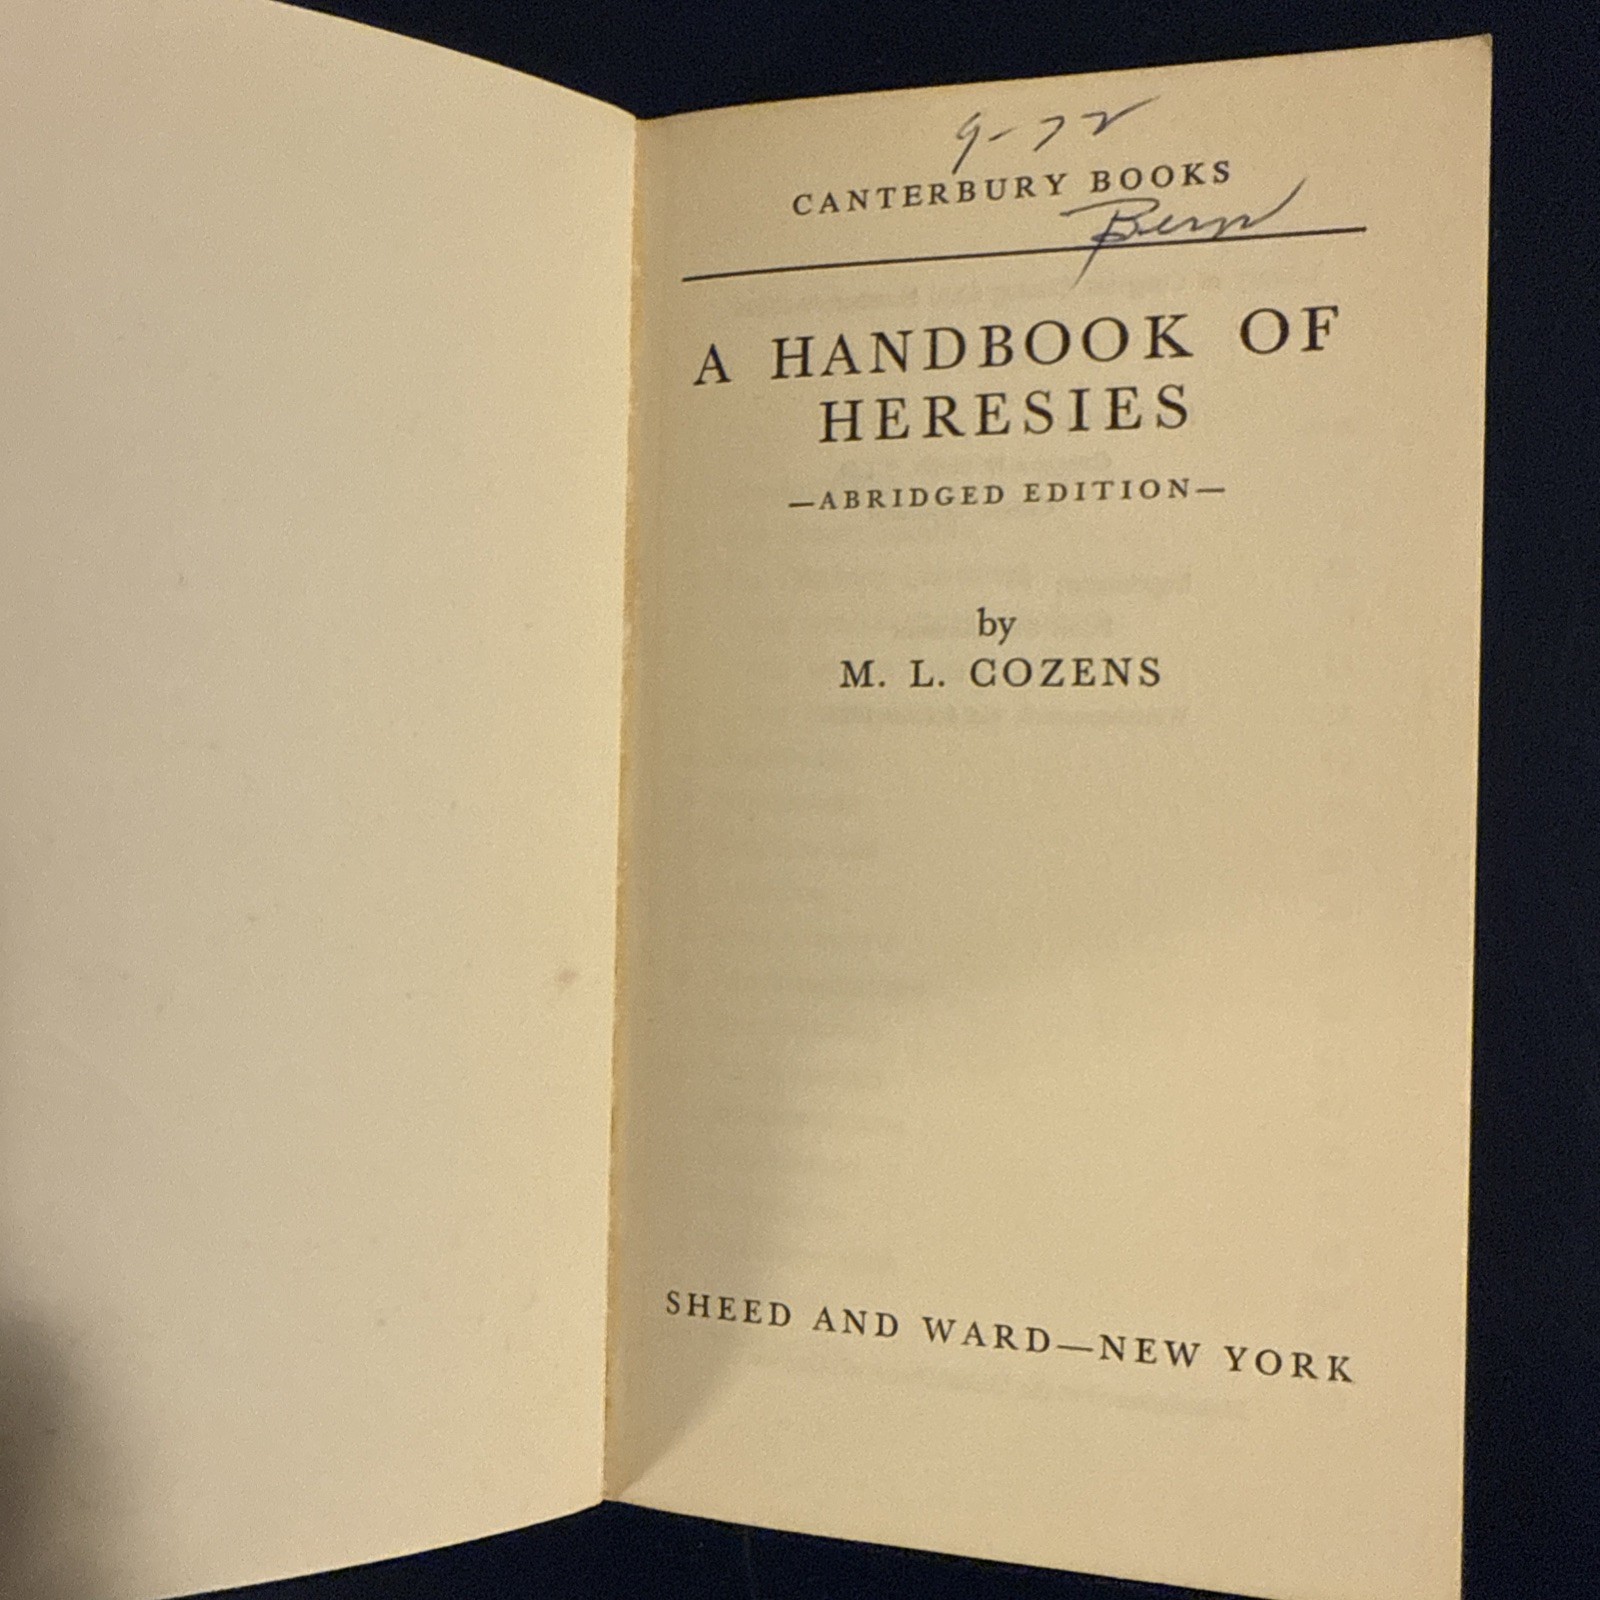 9-72
CANTERBURY BOOKS
A HANDBOOK OF
HERESIES
—ABRIDGED EDITION—
by
M. L. COZENS
SHEED AND WARD—NEW YORK